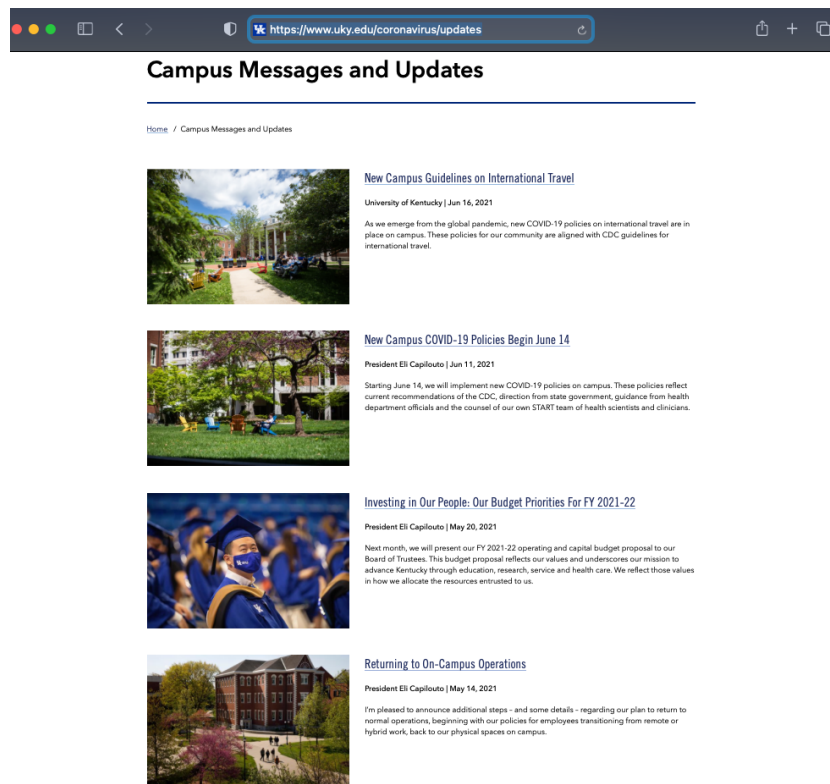 https://www.uky.edu/coronavirus/updates
Campus Messages and Updates
Home / Campus Messages and Updates
New Campus Guidelines on International Travel
University of Kentucky | Jun 16, 2021
As we emerge from the global pandemic, new COVID-19 policies on international travel are in
place on campus. These policies for our community are aligned with CDC guidelines for
international travel.
New Campus COVID-19 Policies Begin June 14
President Eli Capilouto | Jun 11, 2021
Starting June 14, we will implement new COVID-19 policies on campus. These policies reflect
current recommendations of the CDC, direction from state government, guidance from health
department officials and the counsel of our own START team of health scientists and clinicians.
Investing in Our People: Our Budget Priorities For FY 2021-22
President Eli Capilouto | May 20, 2021
Next month, we will present our FY 2021-22 operating and capital budget proposal to our
Board of Trustees. This budget proposal reflects our values and underscores our mission to
advance Kentucky through education, research, service and health care. We reflect those values
in how we allocate the resources entrusted to us.
Returning to On-Campus Operations
President Eli Capilouto | May 14, 2021
I'm pleased to announce additional steps – and some details – regarding our plan to return to
normal operations, beginning with our policies for employees transitioning from remote or
hybrid work, back to our physical spaces on campus.